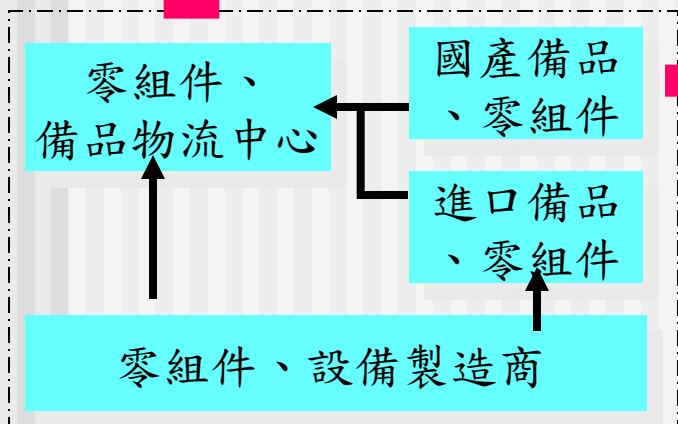 零組件、
備品物流中心
國產備品
、零組件
進口備品
、零組件
零組件、設備製造商